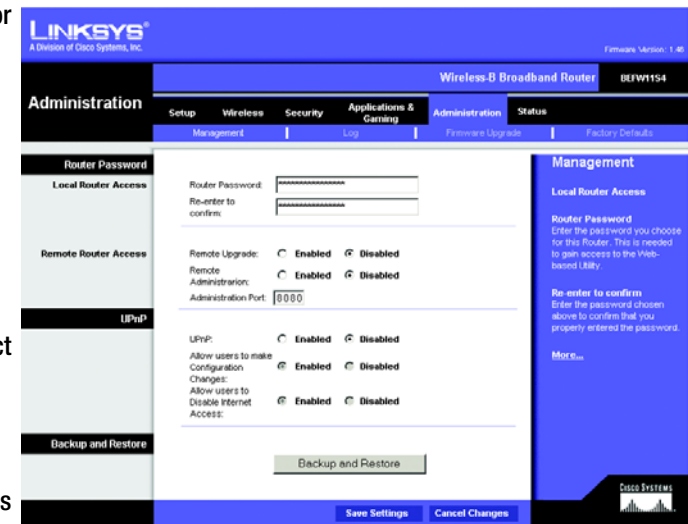 or
LINKSYS®
A Division of Cisco Systems, Inc.
Firmware Version: 1.46
Wireless-B Broadband Router BEFW11S4
Administration
Setup Wireless Security Applications & Gaming Administration Status
Management Log Firmware Upgrade Factory Defaults
Router Password
Local Router Access
Router Password:
Re-enter to
confirm:
Remote Router Access
Remote Upgrade: Enabled Disabled
Remote
Administrarion: Enabled Disabled
Administration Port: 8080
UPnP
UPnP: Enabled Disabled
Allow users to make
Configuration
Changes: Enabled Disabled
Allow users to
Disable Internet
Access: Enabled Disabled
Backup and Restore
Backup and Restore
Management
Local Router Access
Router Password
Enter the password you choose
for this Router. This is needed
to gain access to the Web-
based Utility.
Re-enter to confirm
Enter the password chosen
above to confirm that you
properly entered the password.
More...
ct
s
Save Settings Cancel Changes
CISCO SYSTEMS